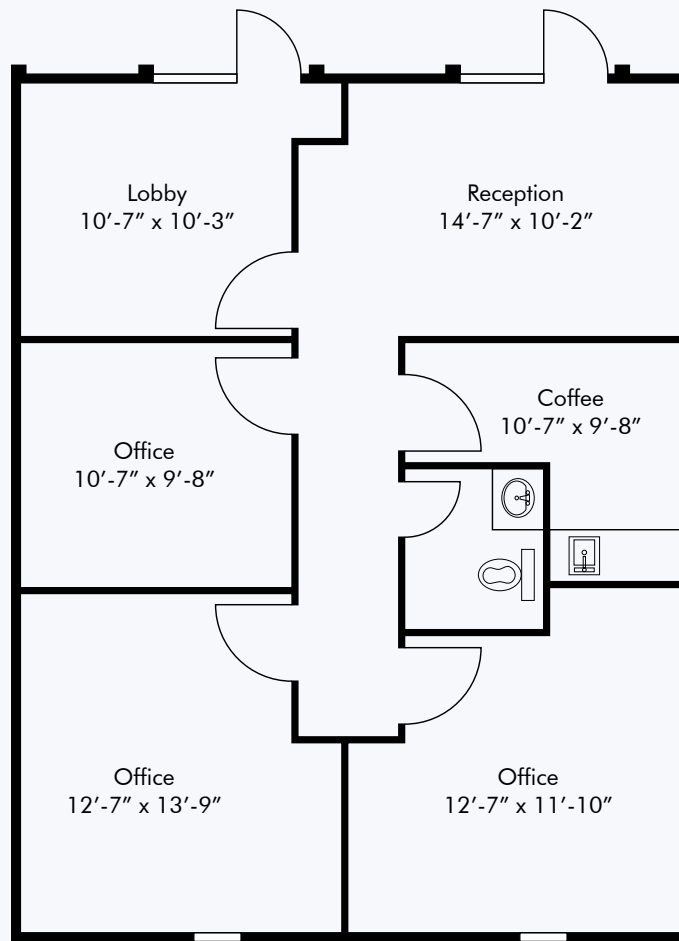 Lobby
10′-7″ x 10′-3″
Reception
14′-7″ x 10′-2″
Coffee
10′-7″ x 9′-8″
Office
10′-7″ x 9′-8″
Office
12′-7″ x 13′-9″
Office
12′-7″ x 11′-10″